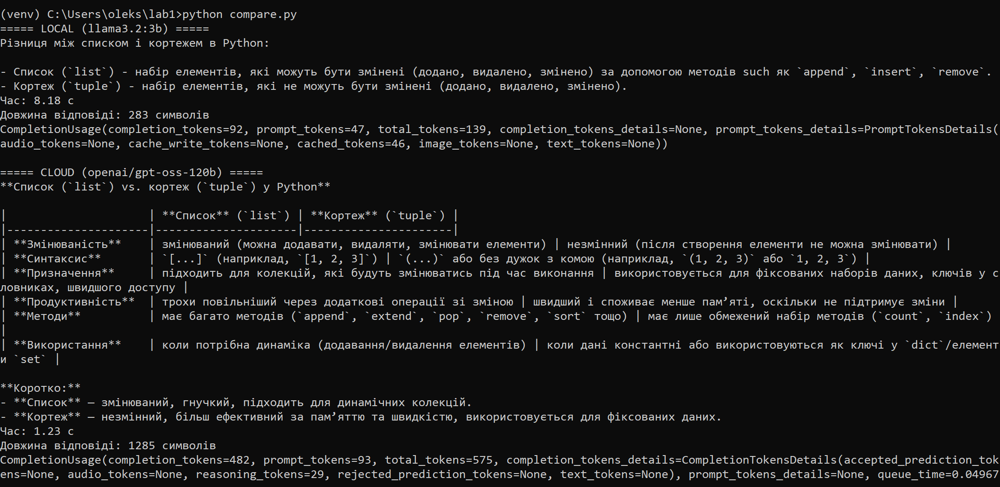 (venv) C:\Users\oleks\lab1>python compare.py
===== LOCAL (llama3.2:3b) =====
Різниця між списком і кортежем в Python:

- Список (`list`) - набір елементів, які можуть бути змінені (додано, видалено, змінено) за допомогою методів such як `append`, `insert`, `remove`.
- Кортеж (`tuple`) - набір елементів, які не можуть бути змінені (додано, видалено, змінено).
Час: 8.18 с
Довжина відповіді: 283 символів
CompletionUsage(completion_tokens=92, prompt_tokens=47, total_tokens=139, completion_tokens_details=None, prompt_tokens_details=PromptTokensDetails(
audio_tokens=None, cache_write_tokens=None, cached_tokens=46, image_tokens=None, text_tokens=None))

===== CLOUD (openai/gpt-oss-120b) =====
**Список (`list`) vs. кортеж (`tuple`) у Python**

|                     | **Список** (`list`) | **Кортеж** (`tuple`) |
|---------------------|---------------------|----------------------|
| **Змінюваність**    | змінюваний (можна додавати, видаляти, змінювати елементи) | незмінний (після створення елементи не можна змінювати) |
| **Синтаксис**       | `[...]` (наприклад, `[1, 2, 3]`) | `(...)` або без дужок з комою (наприклад, `(1, 2, 3)` або `1, 2, 3`) |
| **Призначення**     | підходить для колекцій, які будуть змінюватись під час виконання | використовується для фіксованих наборів даних, ключів у с
ловниках, швидшого доступу |
| **Продуктивність**  | трохи повільніший через додаткові операції зі зміною | швидший і споживає менше пам’яті, оскільки не підтримує зміни |
| **Методи**          | має багато методів (`append`, `extend`, `pop`, `remove`, `sort` тощо) | має лише обмежений набір методів (`count`, `index`)
|
| **Використання**    | коли потрібна динаміка (додавання/видалення елементів) | коли дані константні або використовуються як ключі у `dict`/елемент
и `set` |

**Коротко:**
- **Список** — змінюваний, гнучкий, підходить для динамічних колекцій.
- **Кортеж** — незмінний, більш ефективний за пам’яттю та швидкістю, використовується для фіксованих даних.
Час: 1.23 с
Довжина відповіді: 1285 символів
CompletionUsage(completion_tokens=482, prompt_tokens=93, total_tokens=575, completion_tokens_details=CompletionTokensDetails(accepted_prediction_tok
ens=None, audio_tokens=None, reasoning_tokens=29, rejected_prediction_tokens=None, text_tokens=None), prompt_tokens_details=None, queue_time=0.04967